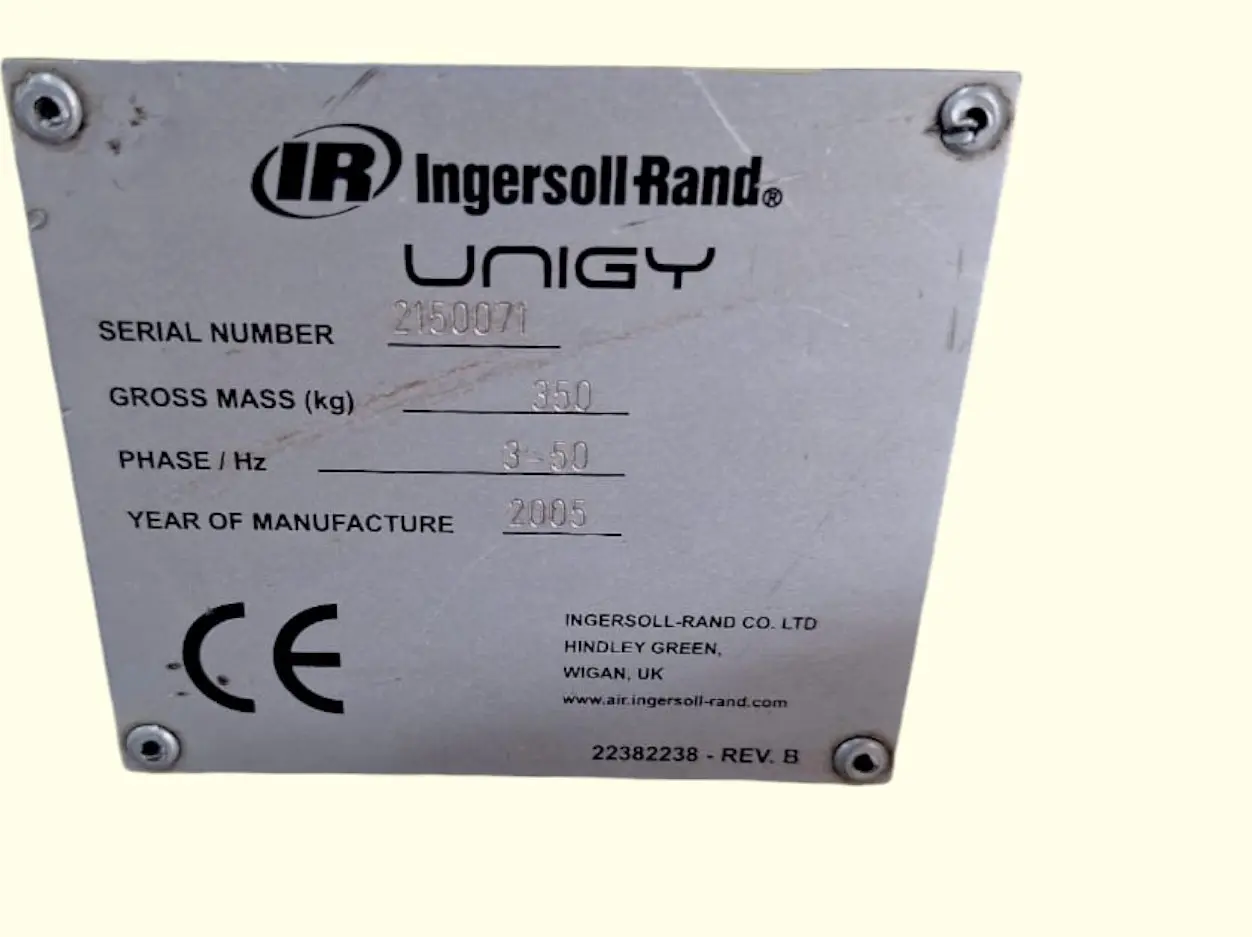 IR Ingersoll-Rand®
UNIGY
SERIAL NUMBER 2150071
GROSS MASS (kg) 350
PHASE / Hz 3-50
YEAR OF MANUFACTURE 2005
CE
INGERSOLL-RAND CO. LTD
HINDLEY GREEN,
WIGAN, UK
www.air.ingersoll-rand.com
22382238 - REV. B